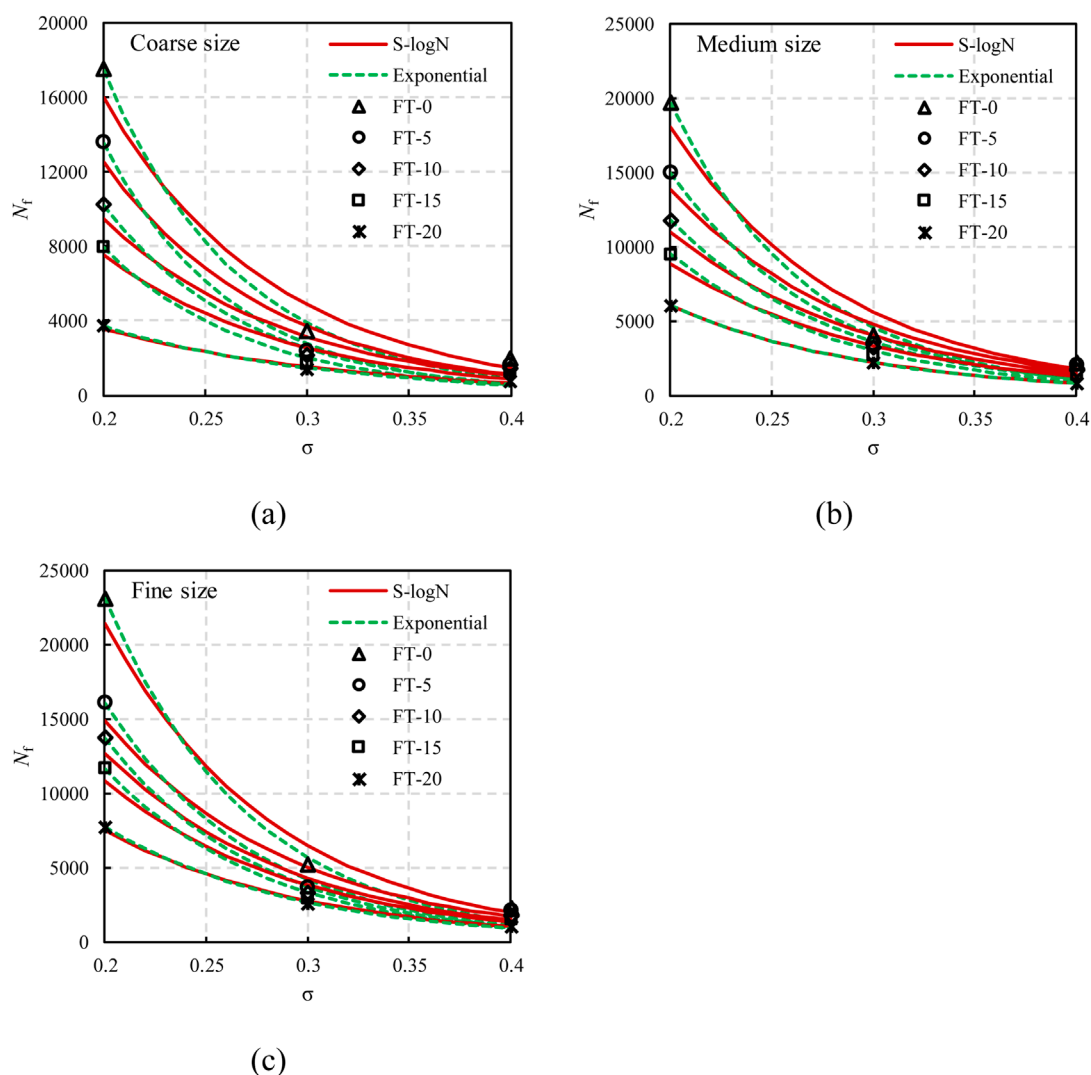 20000
16000
12000
8000
4000
0
0.2
0.25
0.3
0.35
0.4
N_f
σ
Coarse size
S-logN
Exponential
FT-0
FT-5
FT-10
FT-15
FT-20
(a)
25000
20000
15000
10000
5000
0
0.2
0.25
0.3
0.35
0.4
N_f
σ
Medium size
S-logN
Exponential
FT-0
FT-5
FT-10
FT-15
FT-20
(b)
25000
20000
15000
10000
5000
0
0.2
0.25
0.3
0.35
0.4
N_f
σ
Fine size
S-logN
Exponential
FT-0
FT-5
FT-10
FT-15
FT-20
(c)